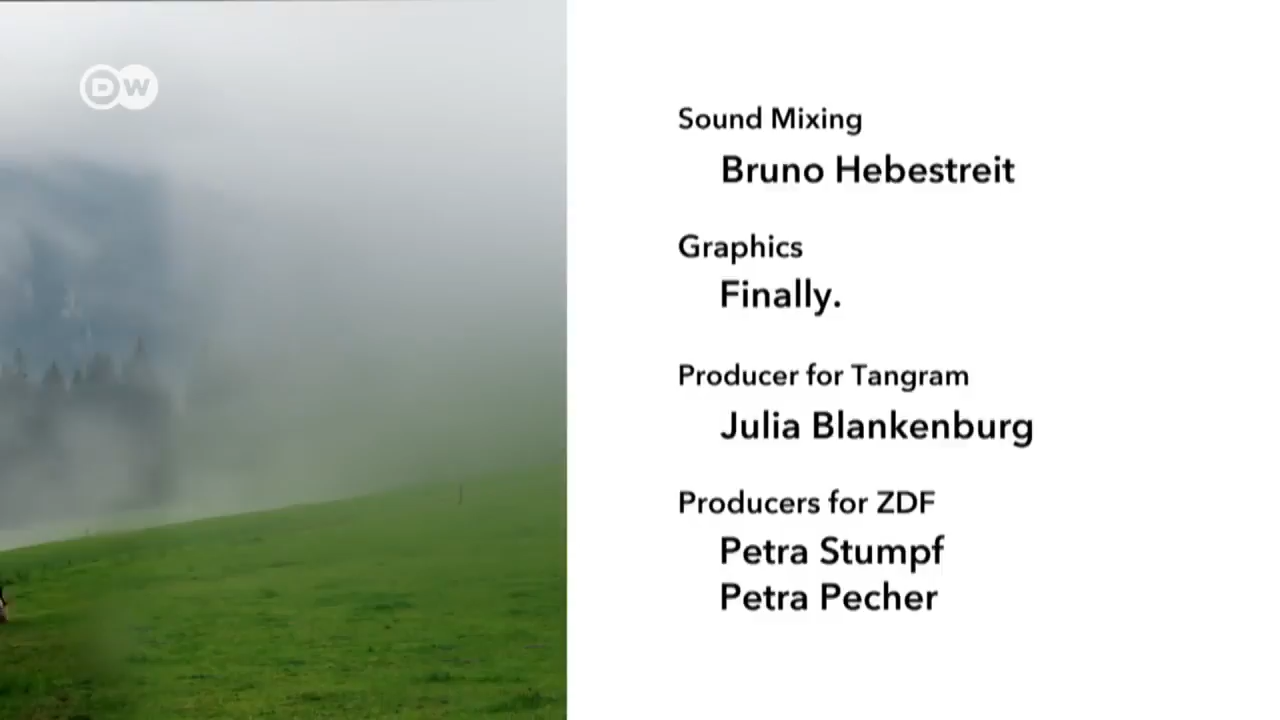 DW
Sound Mixing
Bruno Hebestreit
Graphics
Finally.
Producer for Tangram
Julia Blankenburg
Producers for ZDF
Petra Stumpf
Petra Pecher